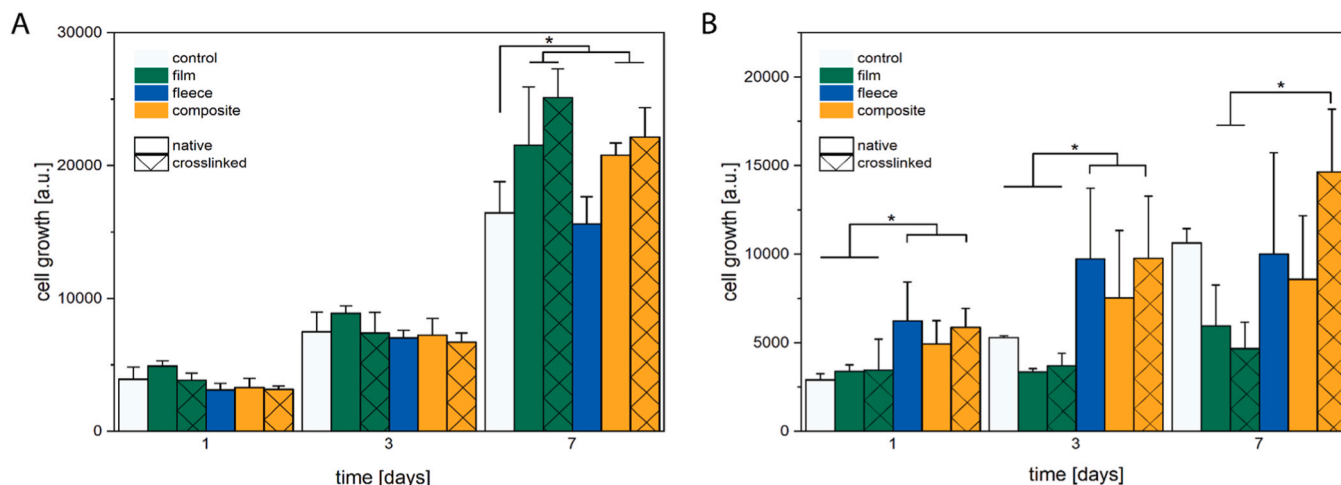 A
30000
20000
10000
0
cell growth [a.u.]
control
film
fleece
composite
native
crosslinked
*
1
3
7
time [days]
B
20000
15000
10000
5000
0
cell growth [a.u.]
control
film
fleece
composite
native
crosslinked
*
*
*
1
3
7
time [days]